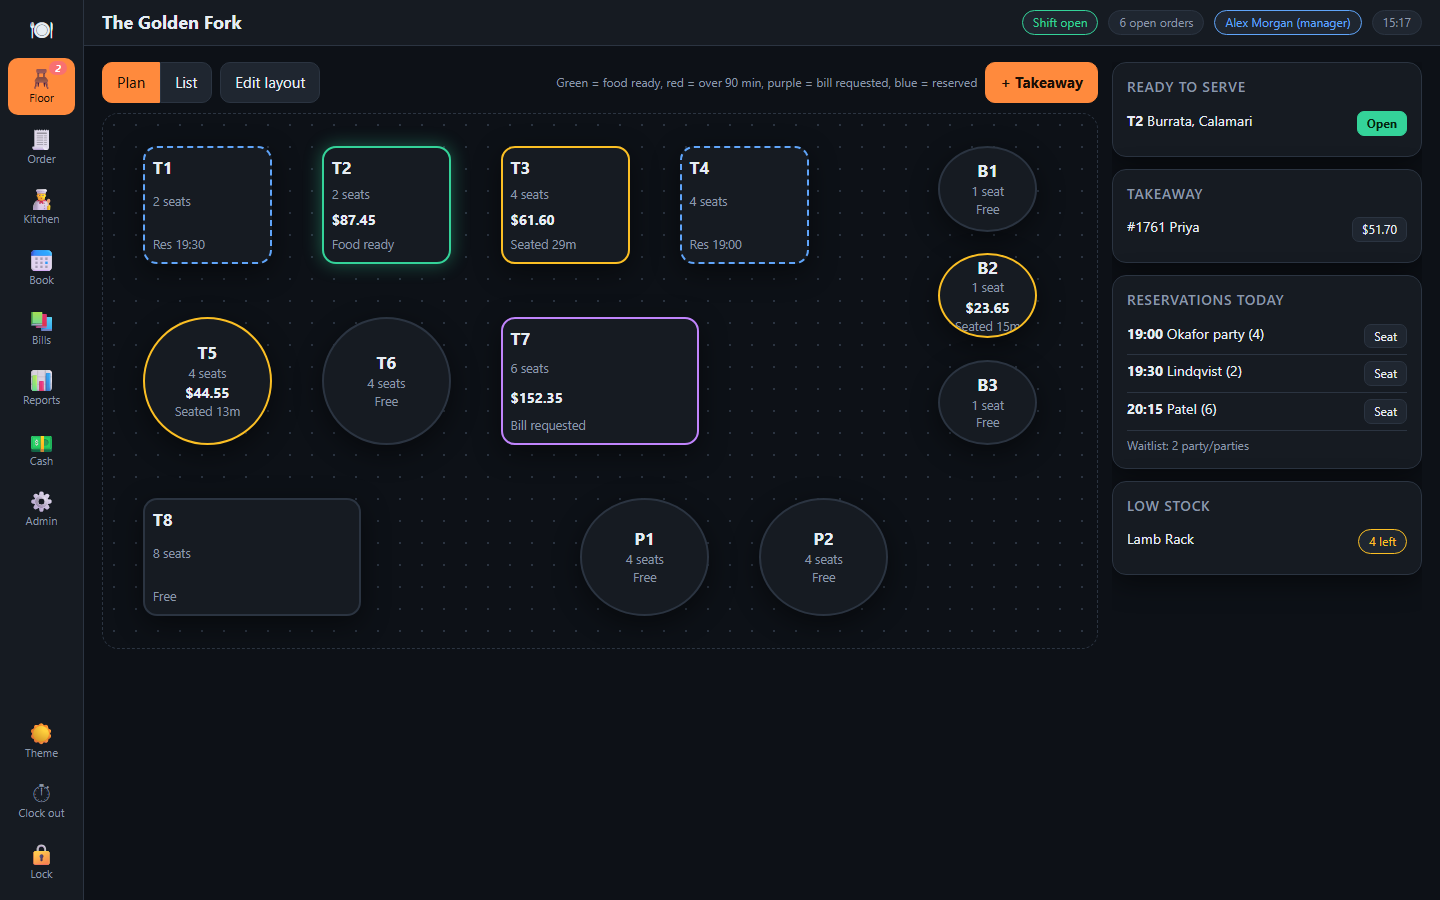 The Golden Fork
Shift open
6 open orders
Alex Morgan (manager)
15:17
2
Floor
Order
Kitchen
Book
Bills
Reports
Cash
Admin
Theme
Clock out
Lock
Plan
List
Edit layout
Green = food ready, red = over 90 min, purple = bill requested, blue = reserved
+ Takeaway
T1
2 seats
Res 19:30
T2
2 seats
$87.45
Food ready
T3
4 seats
$61.60
Seated 29m
T4
4 seats
Res 19:00
B1
1 seat
Free
B2
1 seat
$23.65
Seated 15m
T5
4 seats
$44.55
Seated 13m
T6
4 seats
Free
T7
6 seats
$152.35
Bill requested
B3
1 seat
Free
T8
8 seats
Free
P1
4 seats
Free
P2
4 seats
Free
READY TO SERVE
T2 Burrata, Calamari
Open
TAKEAWAY
#1761 Priya
$51.70
RESERVATIONS TODAY
19:00 Okafor party (4)
Seat
19:30 Lindqvist (2)
Seat
20:15 Patel (6)
Seat
Waitlist: 2 party/parties
LOW STOCK
Lamb Rack
4 left